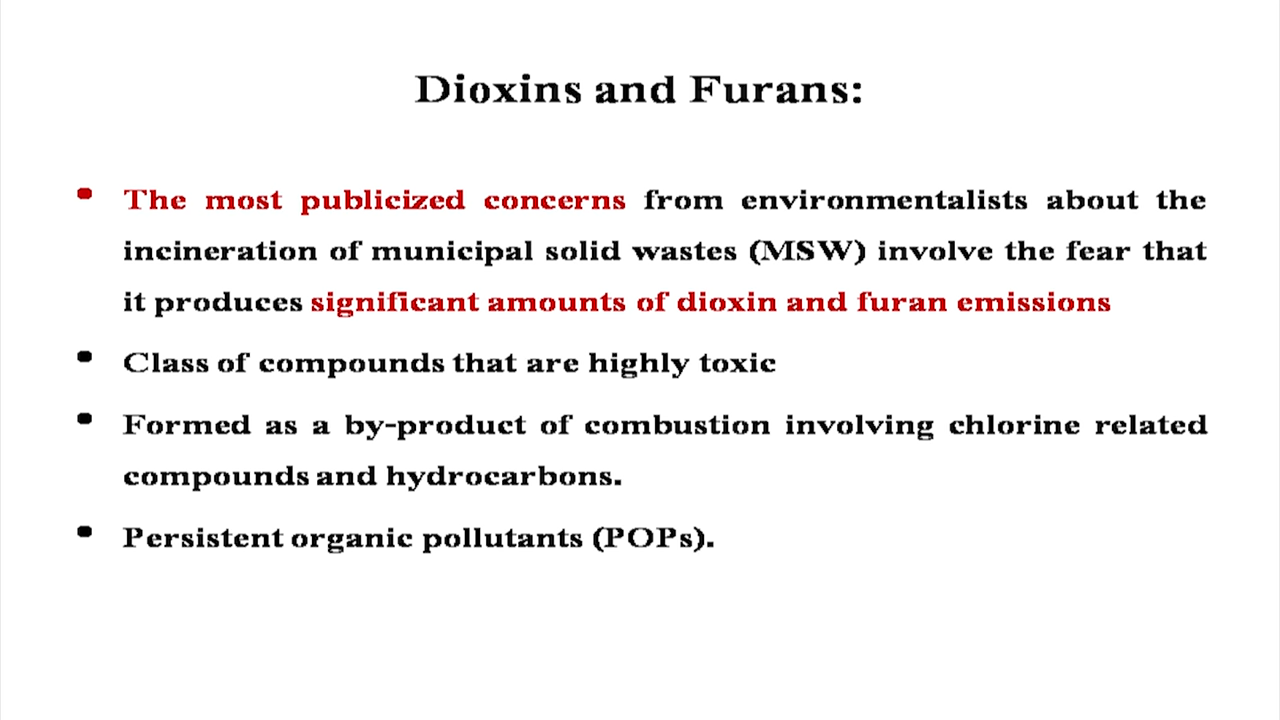 Dioxins and Furans:
• The most publicized concerns from environmentalists about the
incineration of municipal solid wastes (MSW) involve the fear that
it produces significant amounts of dioxin and furan emissions
• Class of compounds that are highly toxic
• Formed as a by-product of combustion involving chlorine related
compounds and hydrocarbons.
• Persistent organic pollutants (POPs).